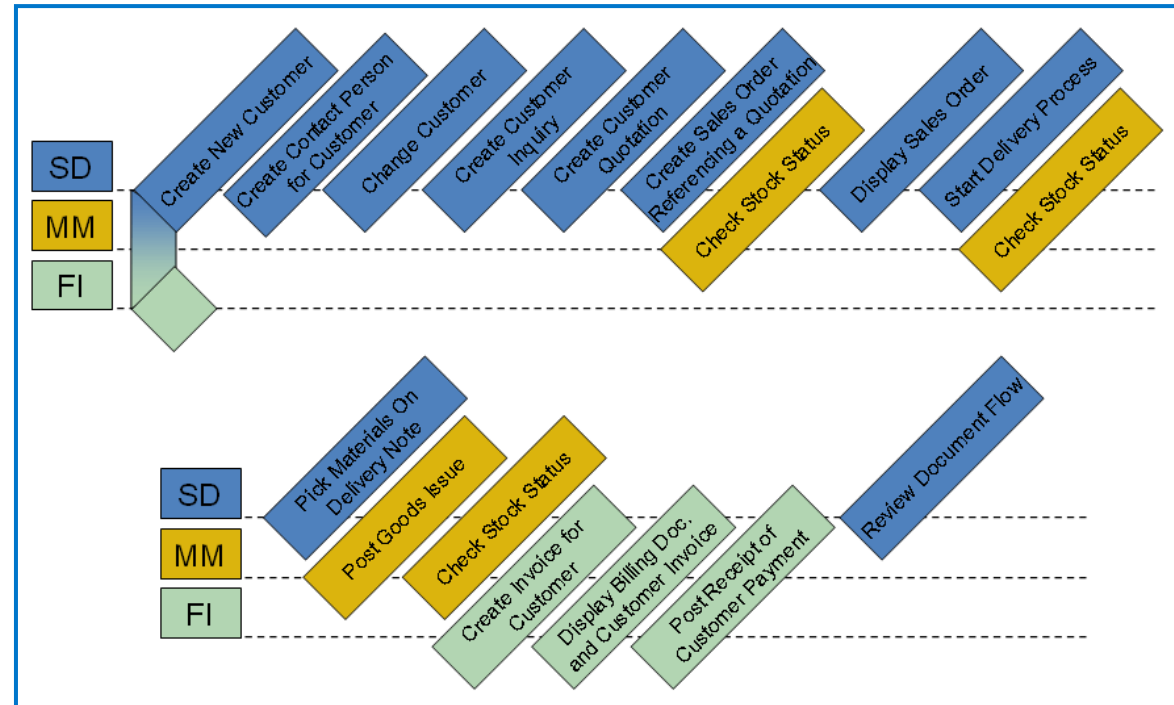 SD
MM
FI
Create New Customer
Create Contact Person
for Customer
Change Customer
Create Customer
Inquiry
Create Customer
Quotation
Create Sales Order
Referencing a Quotation
Check Stock Status
Display Sales Order
Start Delivery Process
Check Stock Status
SD
MM
FI
Pick Materials On
Delivery Note
Post Goods Issue
Check Stock Status
Create Invoice for
Customer
Display Billing Doc.
and Customer Invoice
Post Receipt of
Customer Payment
Review Document Flow